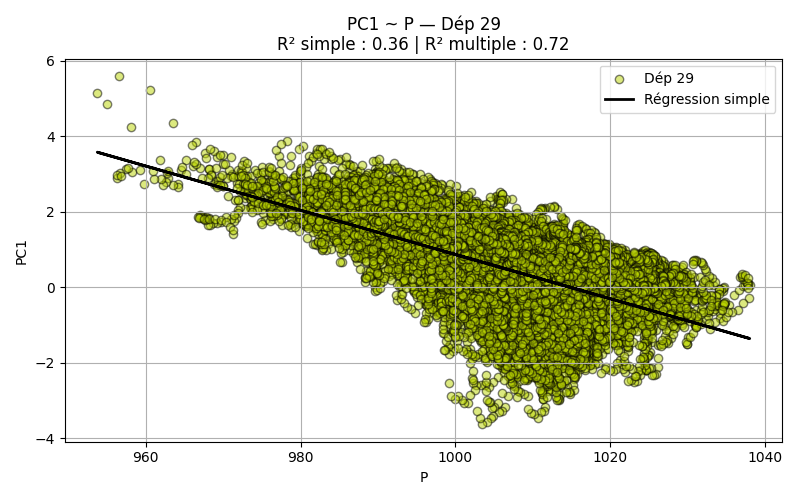 PC1 ~ P — Dép 29
R² simple : 0.36 | R² multiple : 0.72
Dép 29
Régression simple
6
4
2
0
−2
−4
PC1
960
980
1000
1020
1040
P